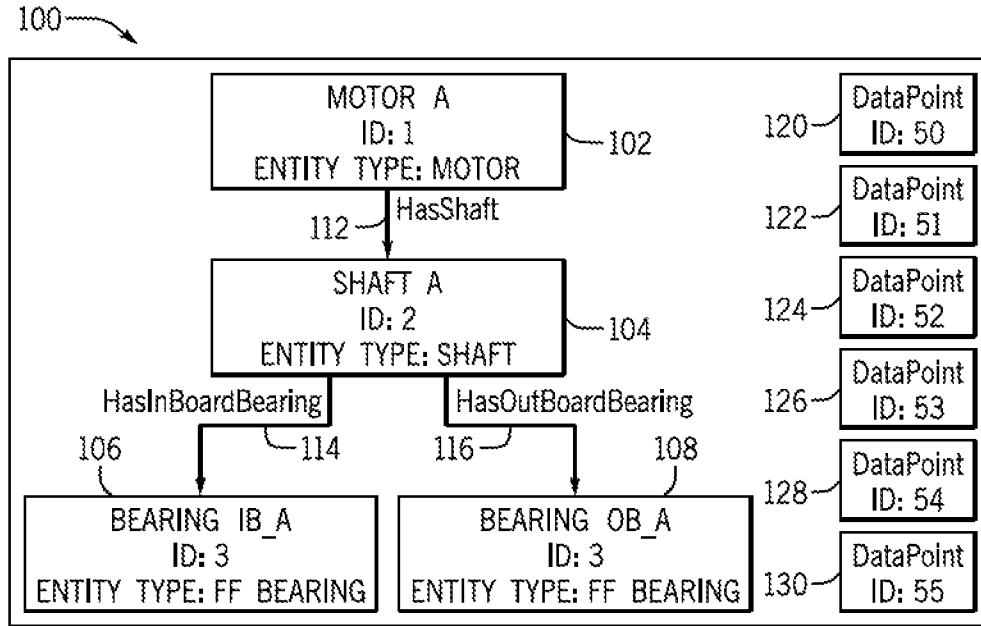 100
MOTOR A
ID: 1
ENTITY TYPE: MOTOR
102
HasShaft
112
SHAFT A
ID: 2
ENTITY TYPE: SHAFT
104
HasInBoardBearing
HasOutBoardBearing
106
114
116
108
BEARING IB_A
ID: 3
ENTITY TYPE: FF BEARING
BEARING OB_A
ID: 3
ENTITY TYPE: FF BEARING
120
DataPoint
ID: 50
122
DataPoint
ID: 51
124
DataPoint
ID: 52
126
DataPoint
ID: 53
128
DataPoint
ID: 54
130
DataPoint
ID: 55